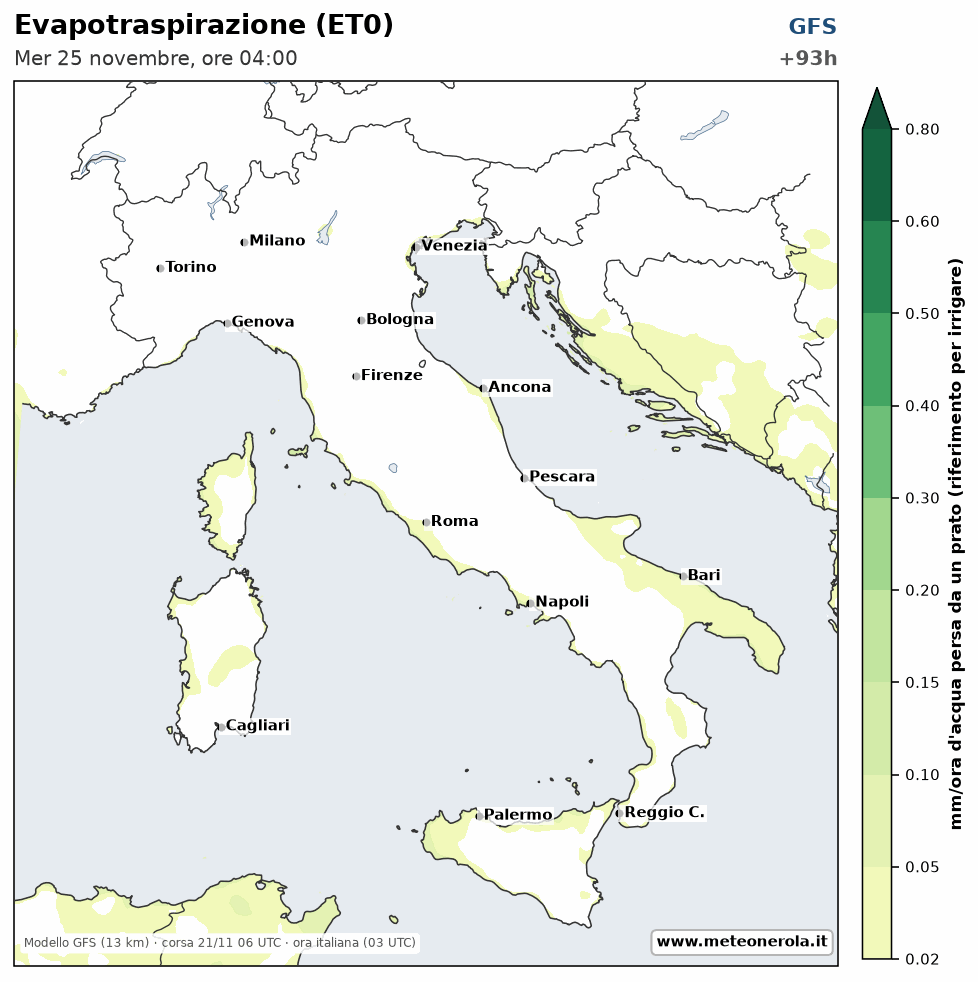 Evapotraspirazione (ET0)
GFS
Mer 25 novembre, ore 04:00
+93h
Milano
Venezia
Torino
Genova
Bologna
Firenze
Ancona
Pescara
Roma
Bari
Napoli
Cagliari
Palermo
Reggio C.
Modello GFS (13 km) · corsa 21/11 06 UTC · ora italiana (03 UTC)
www.meteonerola.it
0.80
0.60
0.50
0.40
0.30
0.20
0.15
0.10
0.05
0.02
mm/ora d'acqua persa da un prato (riferimento per irrigare)